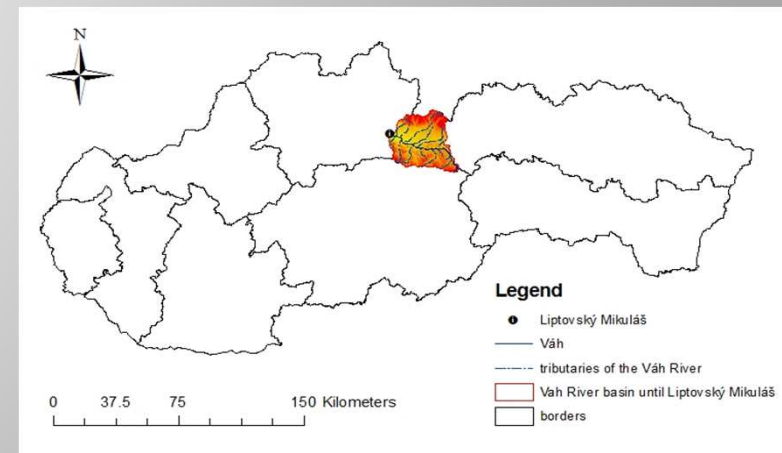 N
Legend
Liptovský Mikuláš
Váh
tributaries of the Váh River
Vah River basin until Liptovský Mikuláš
borders
0 37.5 75 150 Kilometers